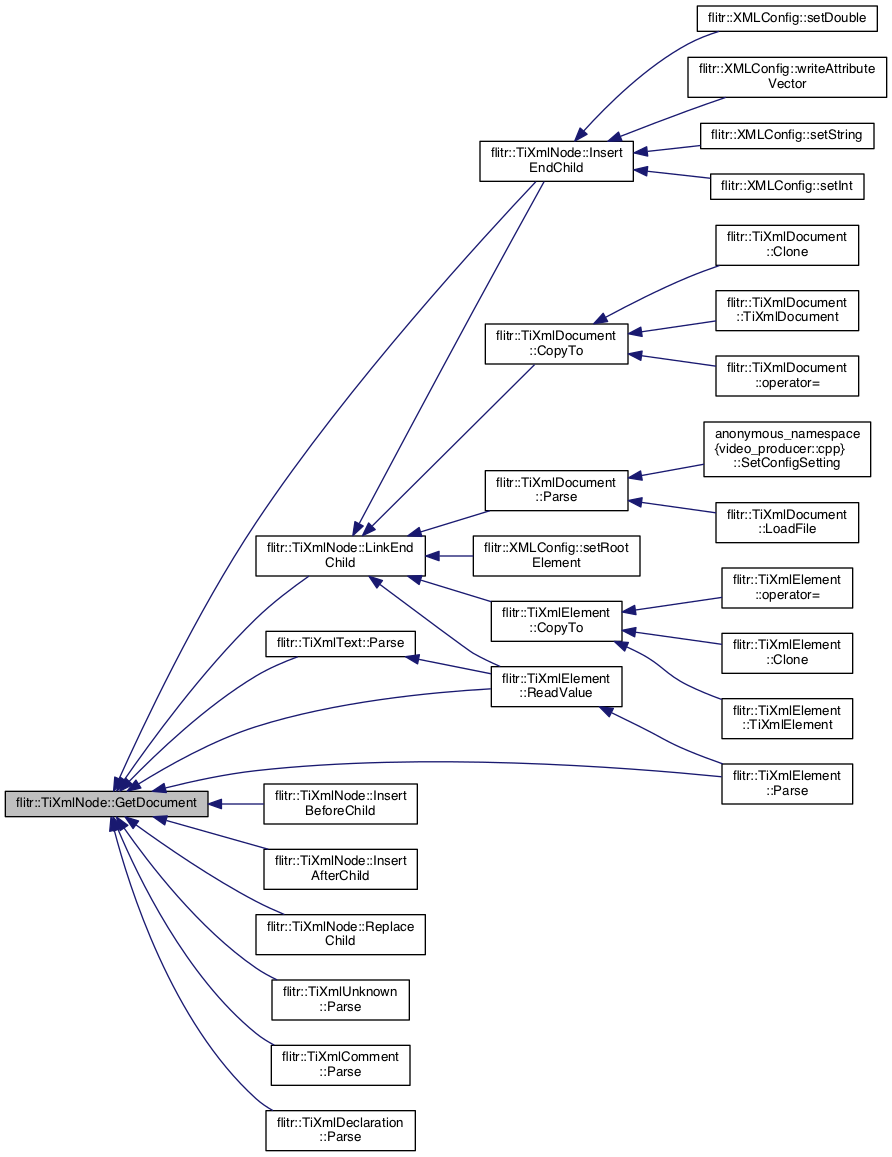 flitr::XMLConfig::setDouble
flitr::XMLConfig::writeAttribute
Vector
flitr::XMLConfig::setString
flitr::TiXmlNode::Insert
EndChild
flitr::XMLConfig::setInt
flitr::TiXmlDocument
::Clone
flitr::TiXmlDocument
::TiXmlDocument
flitr::TiXmlDocument
::CopyTo
flitr::TiXmlDocument
::operator=
anonymous_namespace
{video_producer::cpp}
::SetConfigSetting
flitr::TiXmlDocument
::Parse
flitr::TiXmlDocument
::LoadFile
flitr::TiXmlNode::LinkEnd
Child
flitr::XMLConfig::setRoot
Element
flitr::TiXmlElement
::operator=
flitr::TiXmlElement
::CopyTo
flitr::TiXmlText::Parse
flitr::TiXmlElement
::Clone
flitr::TiXmlElement
::ReadValue
flitr::TiXmlElement
::TiXmlElement
flitr::TiXmlElement
::Parse
flitr::TiXmlNode::GetDocument
flitr::TiXmlNode::Insert
BeforeChild
flitr::TiXmlNode::Insert
AfterChild
flitr::TiXmlNode::Replace
Child
flitr::TiXmlUnknown
::Parse
flitr::TiXmlComment
::Parse
flitr::TiXmlDeclaration
::Parse